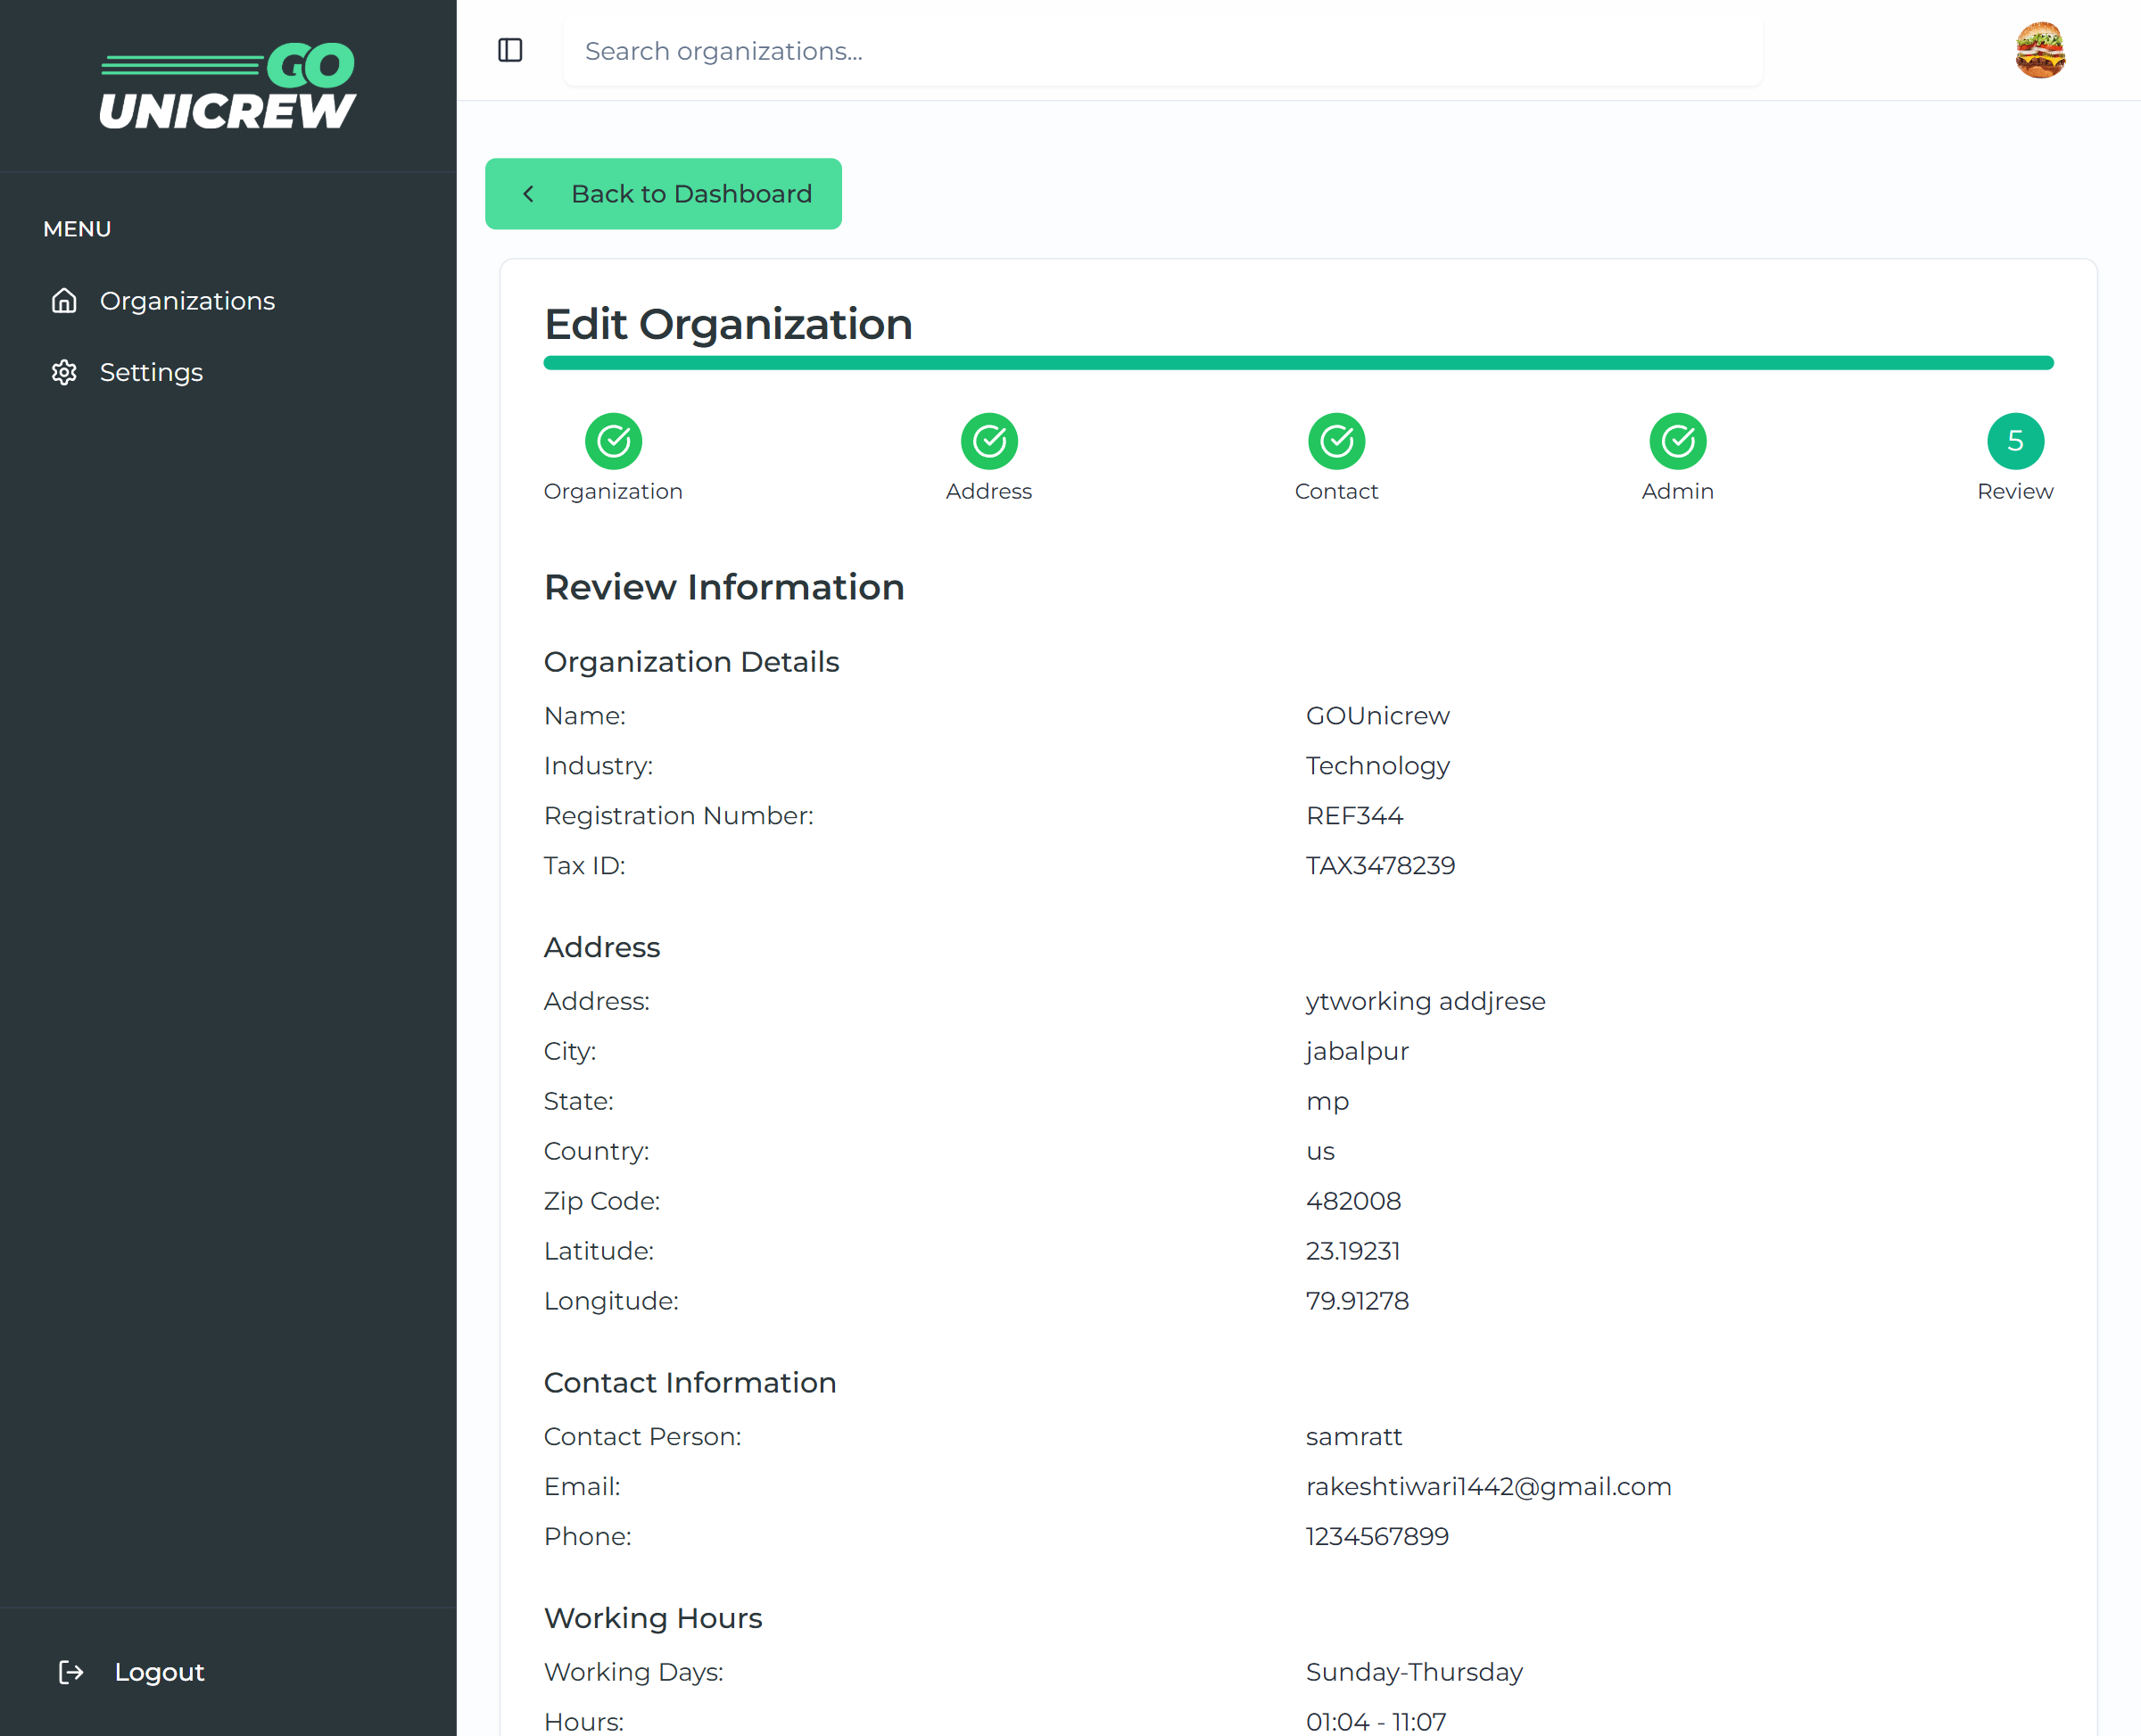 GO
UNICREW
Search organizations...
MENU
Organizations
Settings
Logout
Back to Dashboard
Edit Organization
Organization
Address
Contact
Admin
5
Review
Review Information
Organization Details
Name: GOUnicrew
Industry: Technology
Registration Number: REF344
Tax ID: TAX3478239
Address
Address: ytworking addjrese
City: jabalpur
State: mp
Country: us
Zip Code: 482008
Latitude: 23.19231
Longitude: 79.91278
Contact Information
Contact Person: samratt
Email: rakeshtiwari1442@gmail.com
Phone: 1234567899
Working Hours
Working Days: Sunday-Thursday
Hours: 01:04 - 11:07